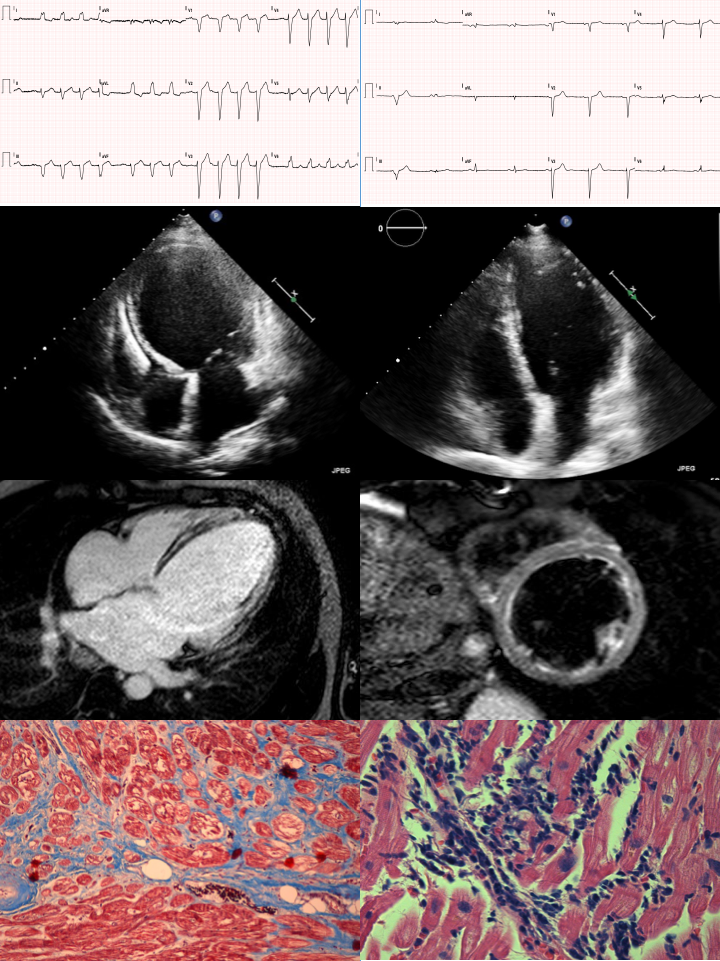 I aVR V1 V4
II aVL V2 V5
III aVF V3 V6
I aVR V1 V4
II aVL V2 V5
III aVF V3 V6
P
JPEG
0
P
JPEG